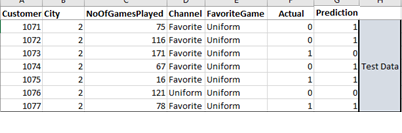 A B C D E F G H
Customer City NoOfGamesPlayed Channel FavoriteGame Actual Prediction
1071 2 75 Favorite Uniform 0 1
1072 2 116 Favorite Uniform 0 1
1073 2 171 Favorite Uniform 1 0
1074 2 67 Favorite Uniform 0 1 Test Data
1075 2 16 Favorite Uniform 1 1
1076 2 121 Uniform Uniform 0 0
1077 2 78 Favorite Uniform 1 1